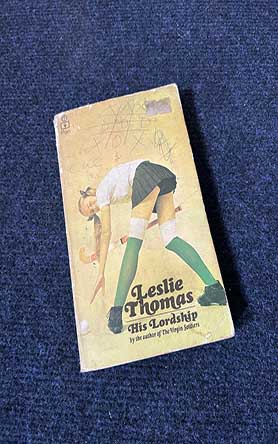 Leslie
Thomas
His Lordship
by the author of The Virgin Soldiers